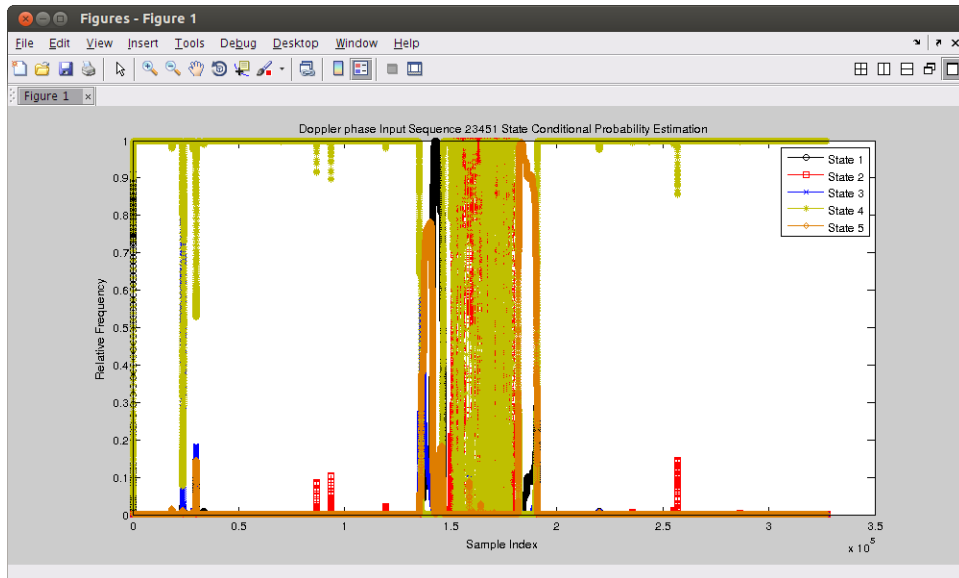 Figures - Figure 1
File Edit View Insert Tools Debug Desktop Window Help
Figure 1 ×
Doppler phase Input Sequence 23451 State Conditional Probability Estimation
Relative Frequency
1
0.9
0.8
0.7
0.6
0.5
0.4
0.3
0.2
0.1
0
State 1
State 2
State 3
State 4
State 5
0 0.5 1 1.5 2 2.5 3 3.5
x 10^5
Sample Index